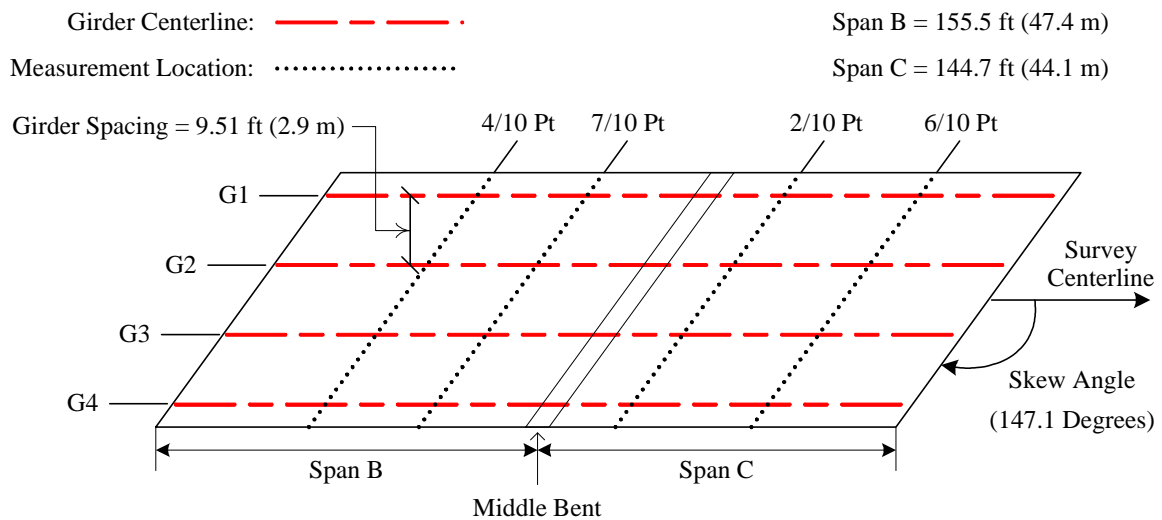 Girder Centerline:
Span B = 155.5 ft (47.4 m)
Measurement Location:
Span C = 144.7 ft (44.1 m)
Girder Spacing = 9.51 ft (2.9 m)
4/10 Pt
7/10 Pt
2/10 Pt
6/10 Pt
G1
G2
G3
G4
Survey
Centerline
Skew Angle
(147.1 Degrees)
Span B
Span C
Middle Bent